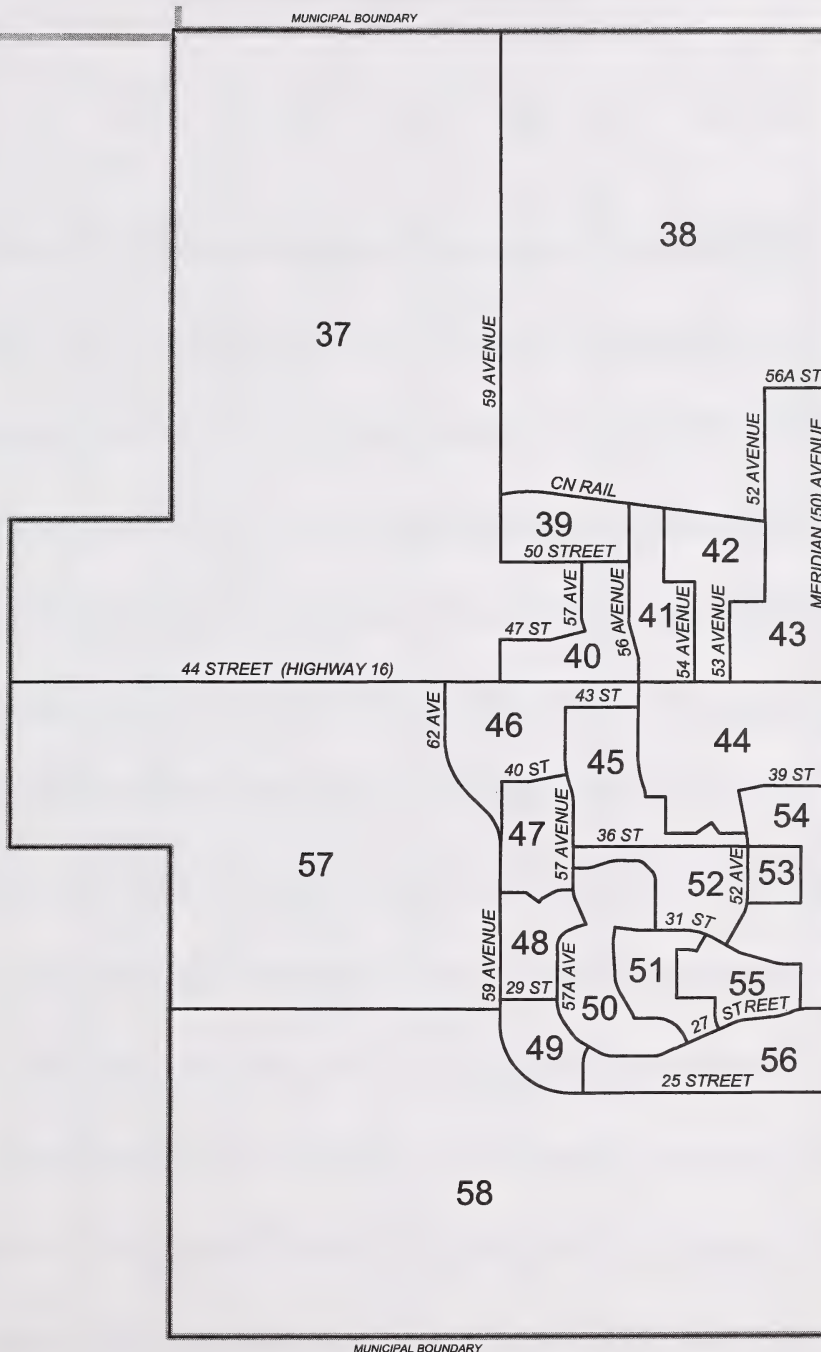 MUNICIPAL BOUNDARY
38
37
59 AVENUE
56A ST
52 AVENUE
MERIDIAN (50) AVENUE
CN RAIL
39
50 STREET
42
57 AVE
56 AVENUE
41
54 AVENUE
53 AVENUE
43
47 ST
40
44 STREET (HIGHWAY 16)
62 AVE
43 ST
46
45
44
40 ST
39 ST
54
47
57 AVENUE
36 ST
57
52
52 AVE
53
31 ST
59 AVENUE
48
57A AVE
51
55
29 ST
50
27 STREET
49
56
25 STREET
58
MUNICIPAL BOUNDARY